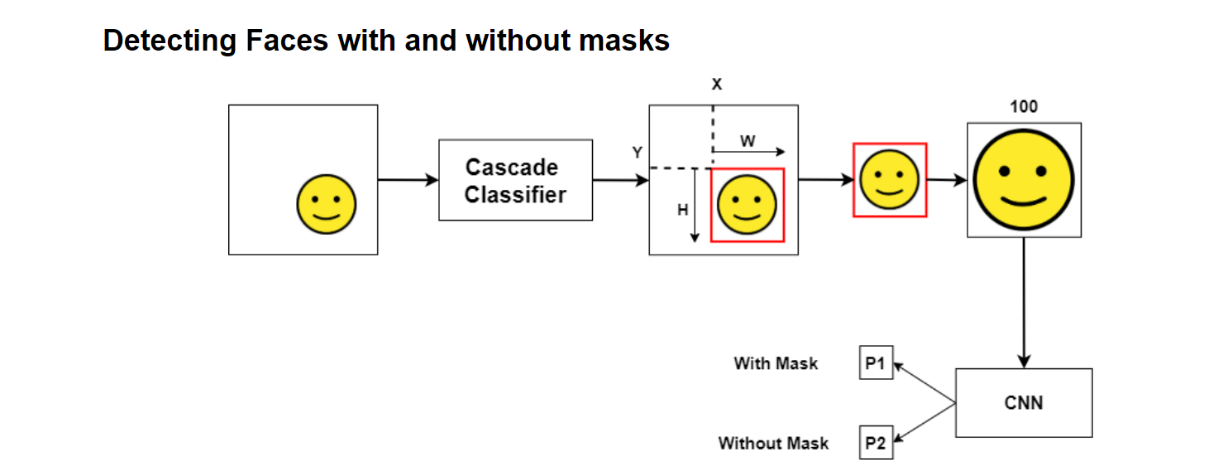 Detecting Faces with and without masks
X
100
Y
W
Cascade
Classifier
H
With Mask
P1
CNN
Without Mask
P2